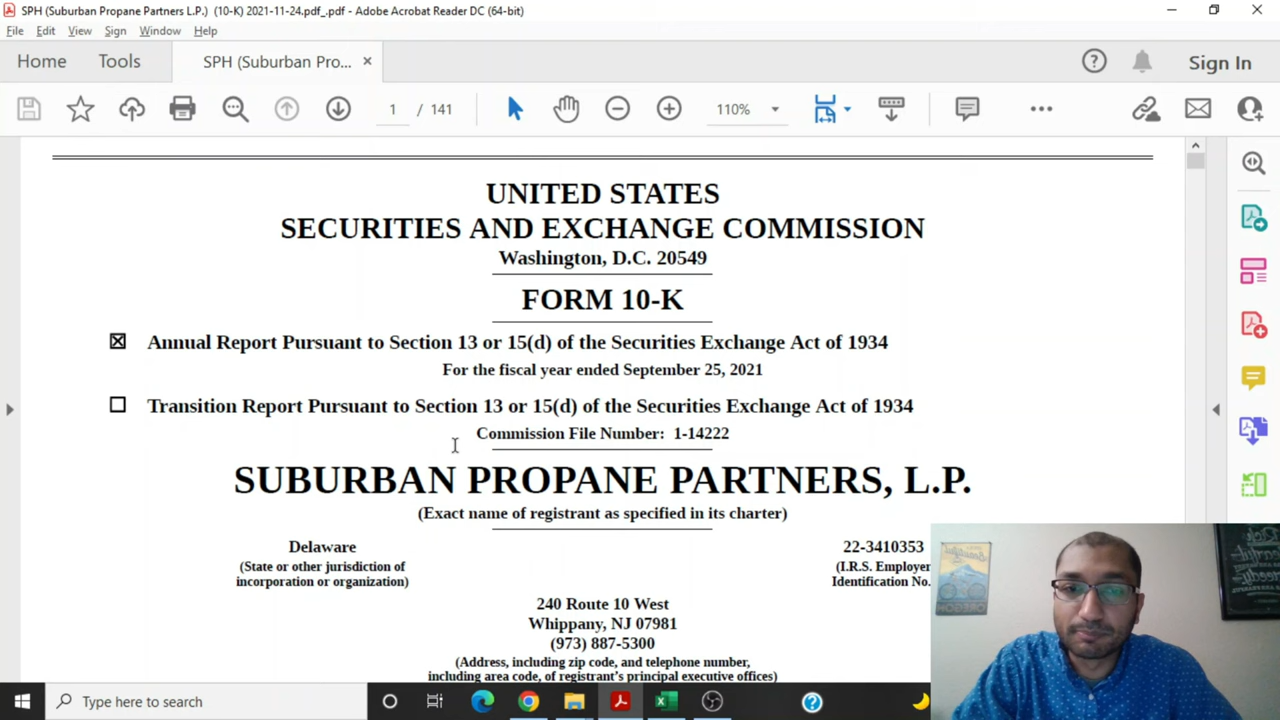 SPH (Suburban Propane Partners L.P.) (10-K) 2021-11-24.pdf_.pdf - Adobe Acrobat Reader DC (64-bit)
File Edit View Sign Window Help
Home Tools SPH (Suburban Pro... × Sign In
1 / 141 110%
UNITED STATES
SECURITIES AND EXCHANGE COMMISSION
Washington, D.C. 20549
FORM 10-K
☒ Annual Report Pursuant to Section 13 or 15(d) of the Securities Exchange Act of 1934
For the fiscal year ended September 25, 2021
☐ Transition Report Pursuant to Section 13 or 15(d) of the Securities Exchange Act of 1934
Commission File Number: 1-14222
SUBURBAN PROPANE PARTNERS, L.P.
(Exact name of registrant as specified in its charter)
Delaware 22-3410353
(State or other jurisdiction of (I.R.S. Employer
incorporation or organization) Identification No.
240 Route 10 West
Whippany, NJ 07981
(973) 887-5300
(Address, including zip code, and telephone number,
including area code, of registrant's principal executive offices)
OREGON
Type here to search